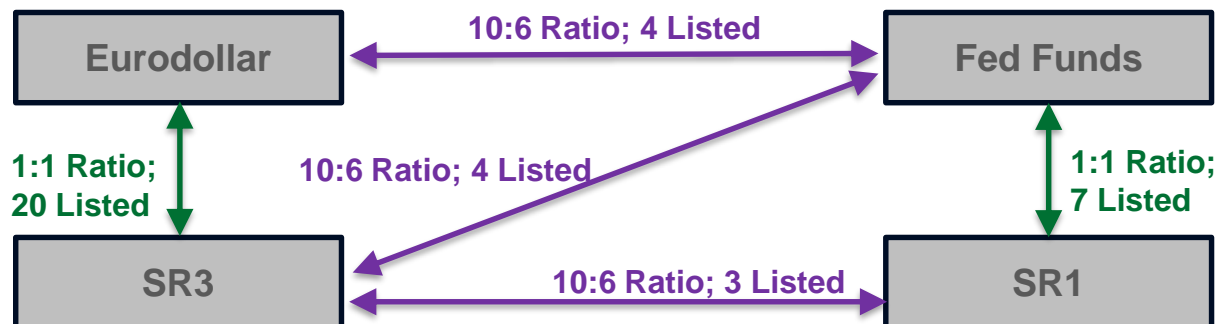 10:6 Ratio; 4 Listed
Eurodollar
Fed Funds
1:1 Ratio;
20 Listed
10:6 Ratio; 4 Listed
1:1 Ratio;
7 Listed
SR3
10:6 Ratio; 3 Listed
SR1